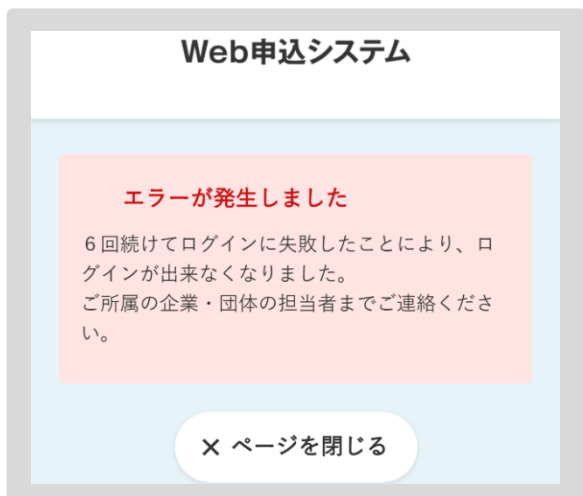 Web申込システム
エラーが発生しました
６回続けてログインに失敗したことにより、ロ
グインが出来なくなりました。
ご所属の企業・団体の担当者までご連絡くださ
い。
× ページを閉じる